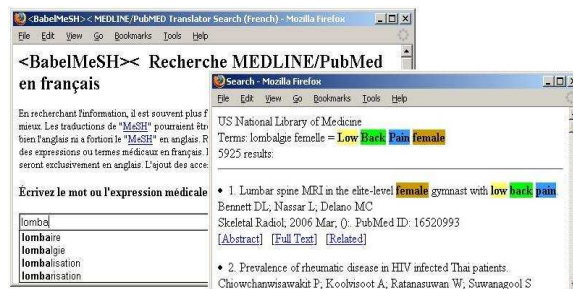 <BabelMeSH>< MEDLINE/PubMED Translator Search (French) - Mozilla Firefox
File Edit View Go Bookmarks Tools Help
<BabelMeSH>< Recherche MEDLINE/PubMed
en français
En recherchant l'information, il est souvent plus f
mieux. Les traductions de "MeSH" pourraient êtr
bien l'anglais ni a fortiori le "MeSH" en anglais. R
des expressions ou termes médicaux en français. 
seront exclusivement en anglais. L'ajout des acce
Écrivez le mot ou l'expression médicale
lomba
lombaire
lombalgie
lombalisation
lombarisation
Search - Mozilla Firefox
File Edit View Go Bookmarks Tools Help
US National Library of Medicine
Terms: lombalgie femelle = Low Back Pain female
5925 results:
• 1. Lumbar spine MRI in the elite-level female gymnast with low back pain.
Bennett DL; Nassar L; Delano MC
Skeletal Radiol; 2006 Mar; (): PubMed ID: 16520993
[Abstract] [Full Text] [Related]
• 2. Prevalence of rheumatic disease in HIV infected Thai patients.
Chiowchanwisawakit P; Koolvisoot A; Ratanasuwan W; Suwanagool S